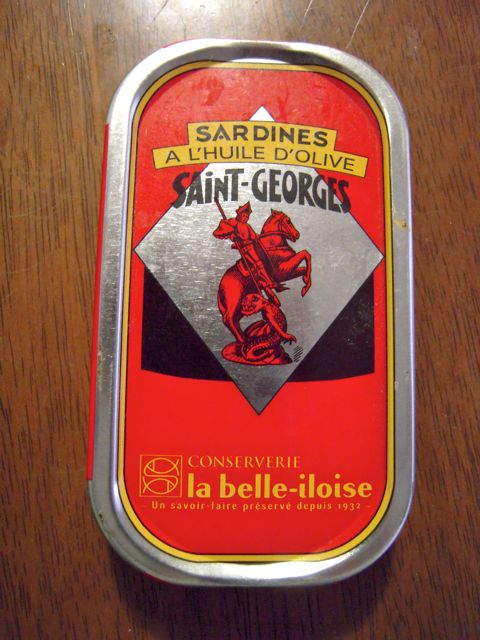 SARDINES
A L'HUILE D'OLIVE
SAINT-GEORGES
CONSERVERIE
la belle-iloise
- Un savoir-faire préservé depuis 1932 -